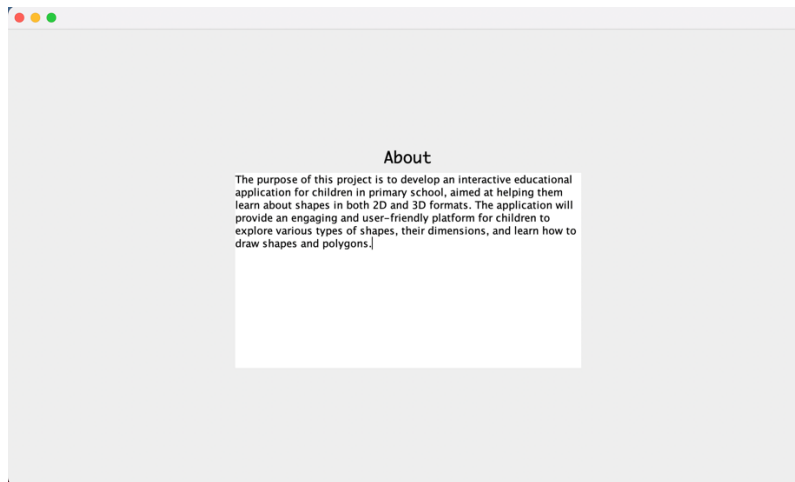 About
The purpose of this project is to develop an interactive educational
application for children in primary school, aimed at helping them
learn about shapes in both 2D and 3D formats. The application will
provide an engaging and user-friendly platform for children to
explore various types of shapes, their dimensions, and learn how to
draw shapes and polygons.